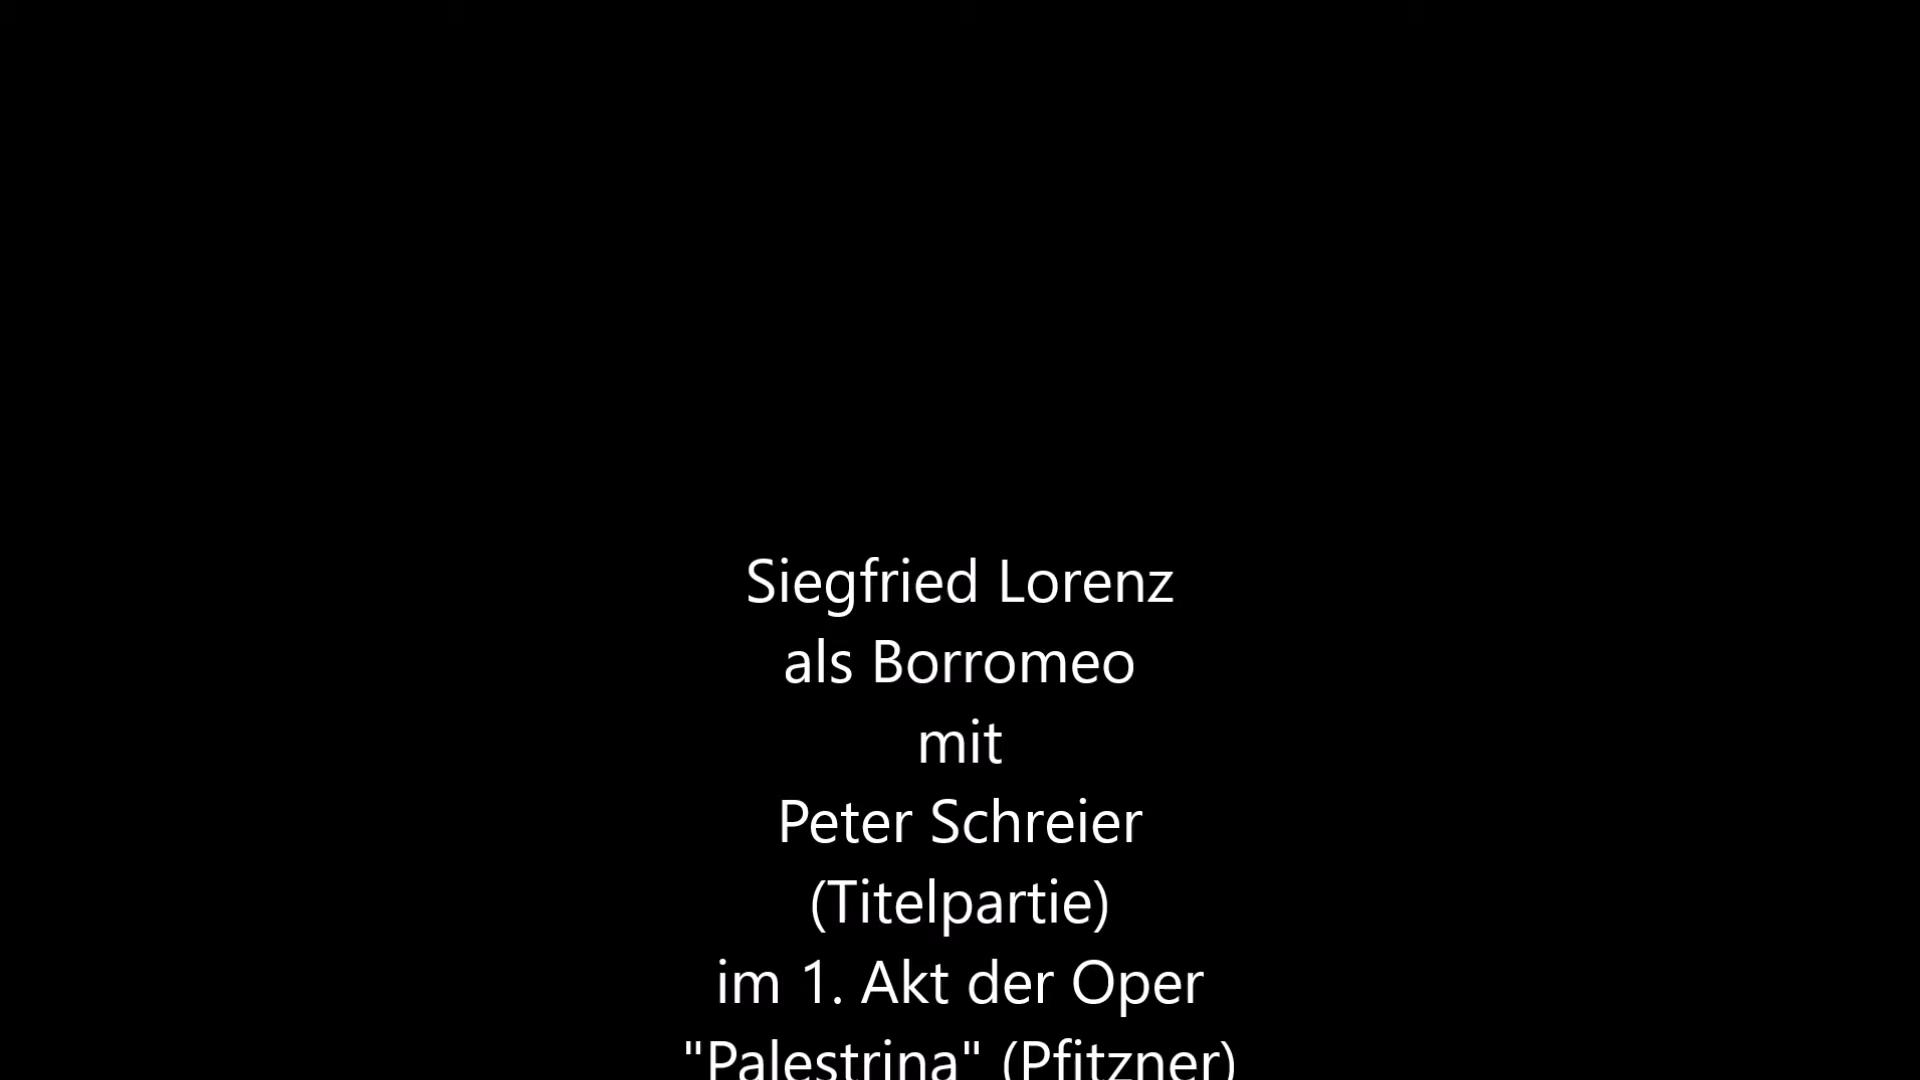 Siegfried Lorenz
als Borromeo
mit
Peter Schreier
(Titelpartie)
im 1. Akt der Oper
"Palestrina" (Pfitzner)